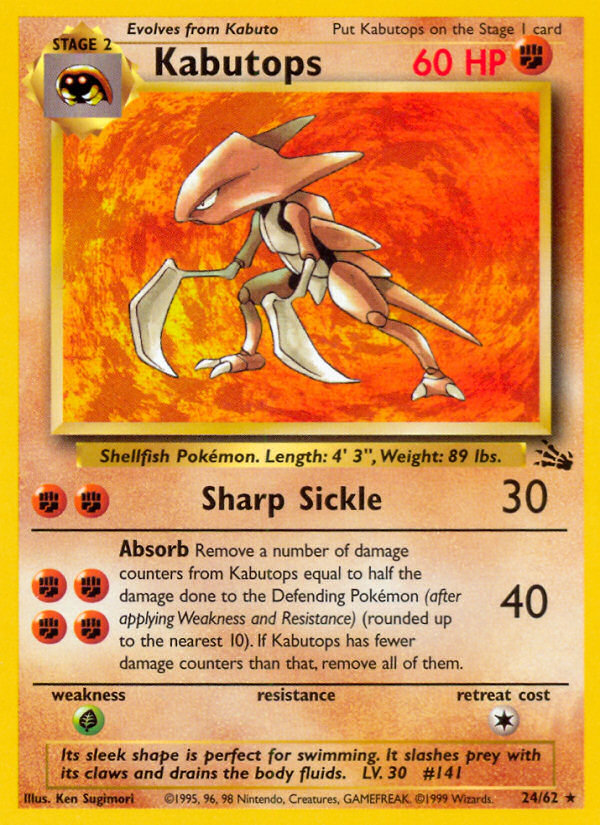 Evolves from Kabuto Put Kabutops on the Stage 1 card
STAGE 2
Kabutops 60 HP
Shellfish Pokémon. Length: 4' 3", Weight: 89 lbs.
Sharp Sickle 30
Absorb Remove a number of damage
counters from Kabutops equal to half the
damage done to the Defending Pokémon (after
applying Weakness and Resistance) (rounded up
to the nearest 10). If Kabutops has fewer
damage counters than that, remove all of them.
40
weakness resistance retreat cost
Its sleek shape is perfect for swimming. It slashes prey with
its claws and drains the body fluids. LV. 30 #141
Illus. Ken Sugimori ©1995, 96, 98 Nintendo, Creatures, GAMEFREAK. ©1999 Wizards. 24/62 ★